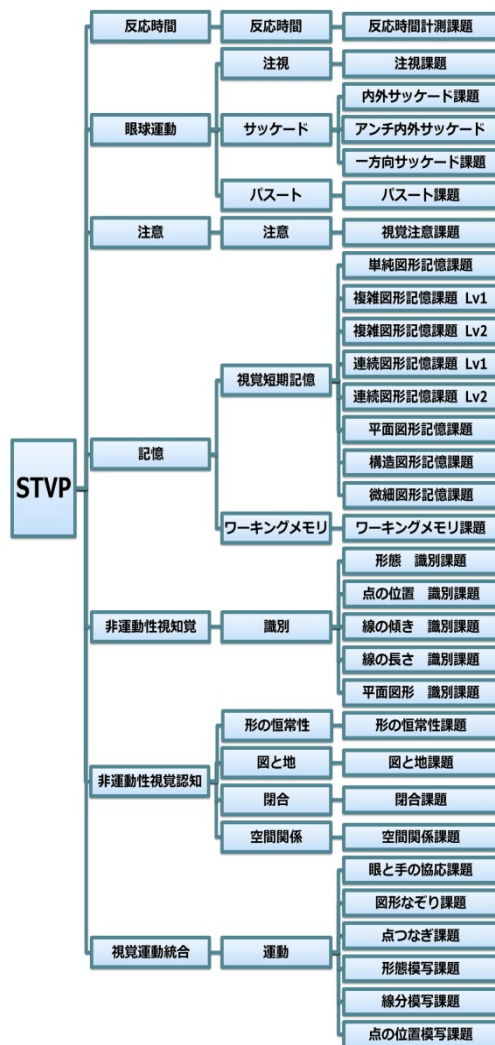 STVP
反応時間
反応時間
反応時間計測課題
眼球運動
注視
注視課題
サッケード
内外サッケード課題
アンチ内外サッケード
一方向サッケード課題
パスート
パスート課題
注意
注意
視覚注意課題
記憶
視覚短期記憶
単純図形記憶課題
複雑図形記憶課題 Lv1
複雑図形記憶課題 Lv2
連続図形記憶課題 Lv1
連続図形記憶課題 Lv2
平面図形記憶課題
構造図形記憶課題
微細図形記憶課題
ワーキングメモリ
ワーキングメモリ課題
非運動性視知覚
識別
形態 識別課題
点の位置 識別課題
線の傾き 識別課題
線の長さ 識別課題
平面図形 識別課題
非運動性視覚認知
形の恒常性
形の恒常性課題
図と地
図と地課題
閉合
閉合課題
空間関係
空間関係課題
視覚運動統合
運動
眼と手の協応課題
図形なぞり課題
点つなぎ課題
形態模写課題
線分模写課題
点の位置模写課題